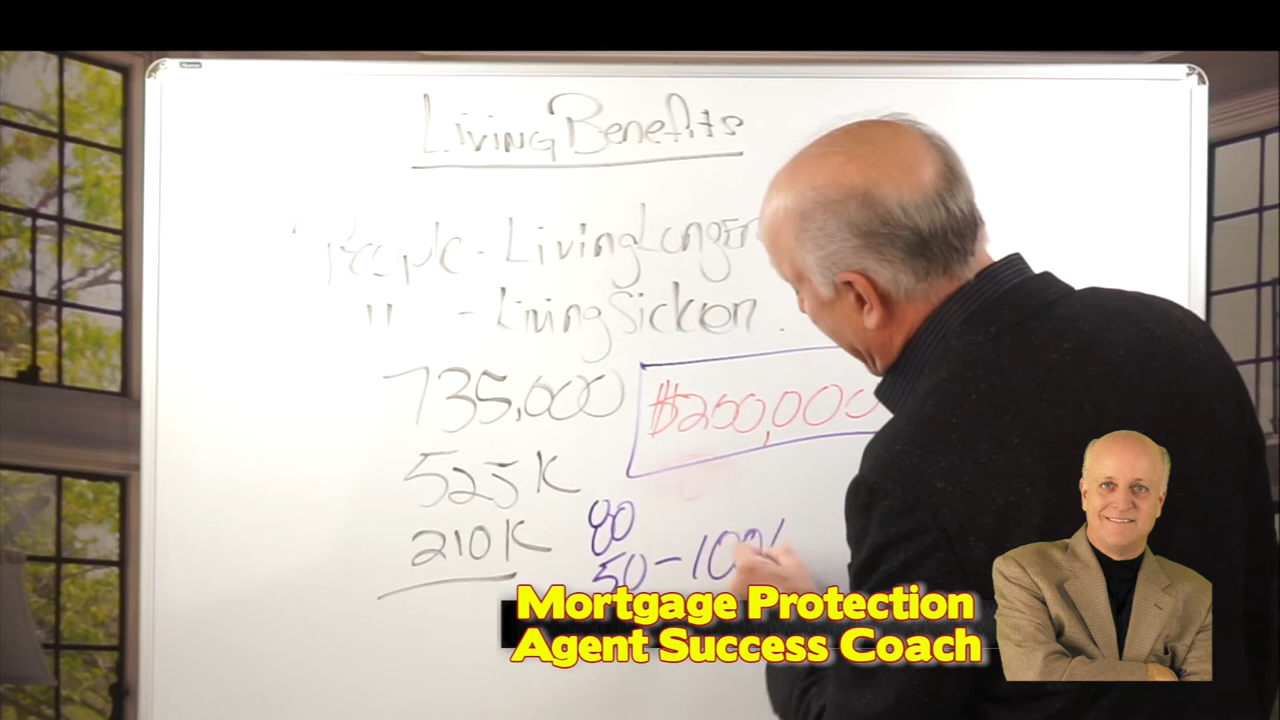 Living Benefits
People - Living Longer
" - Living Sicker.
735,000
$200,000
525K
210K
80
50-100%
Mortgage Protection
Agent Success Coach